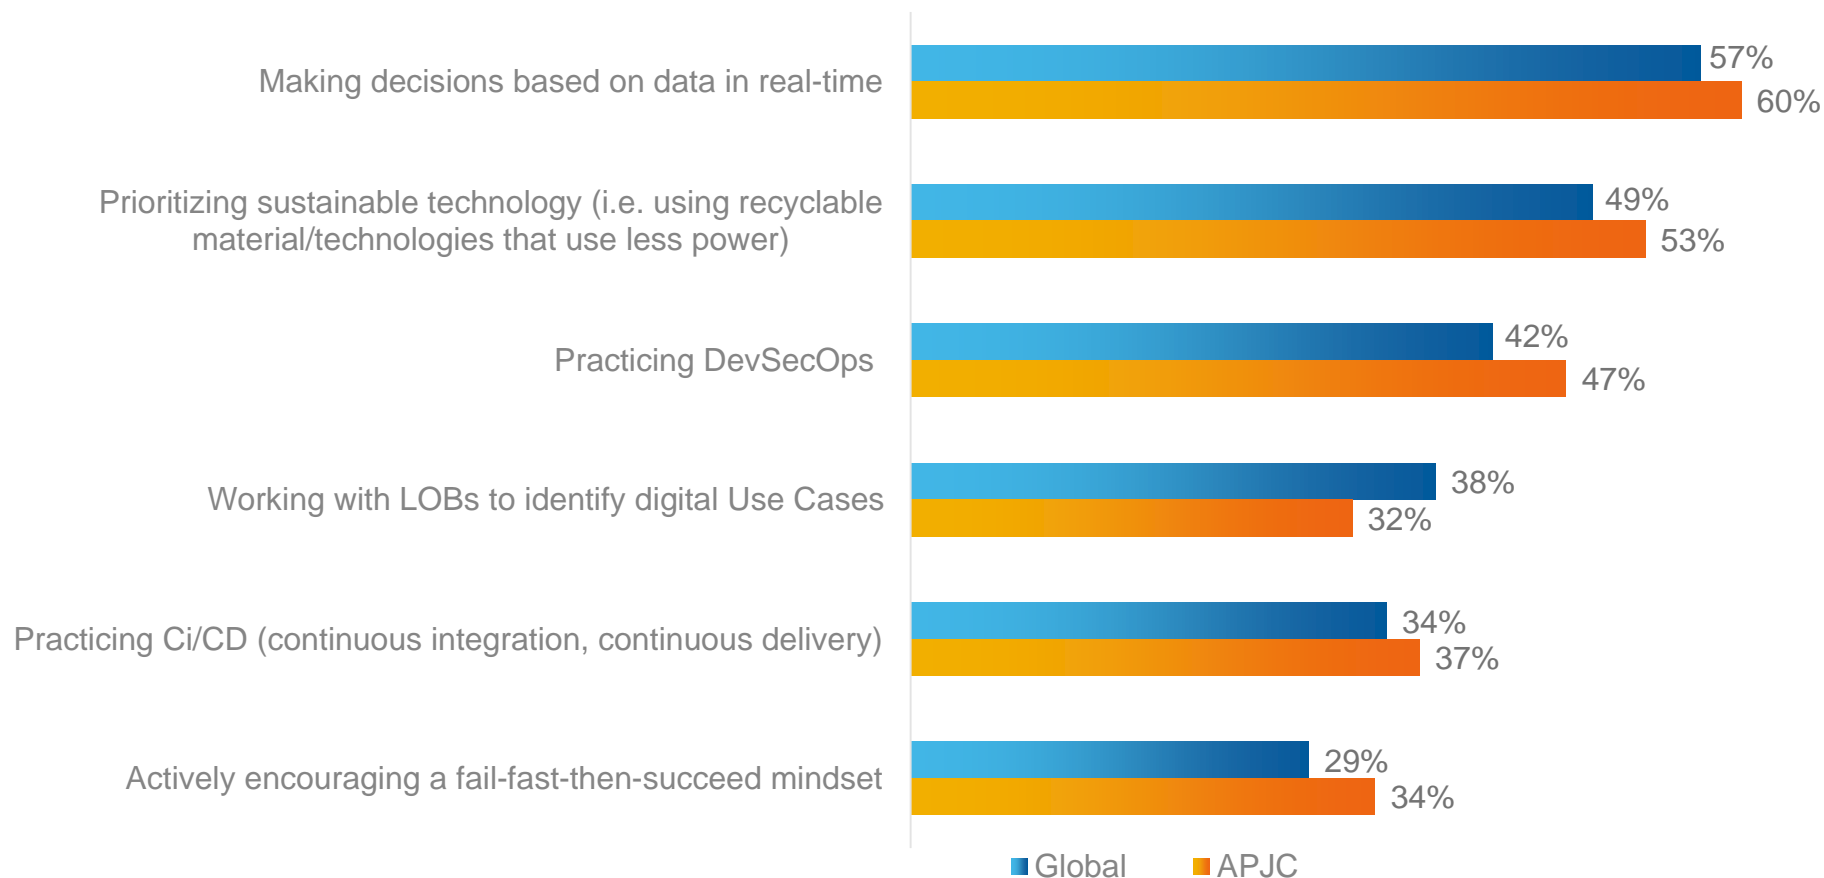 Making decisions based on data in real-time
57%
60%
Prioritizing sustainable technology (i.e. using recyclable
material/technologies that use less power)
49%
53%
Practicing DevSecOps
42%
47%
Working with LOBs to identify digital Use Cases
38%
32%
Practicing Ci/CD (continuous integration, continuous delivery)
34%
37%
Actively encouraging a fail-fast-then-succeed mindset
29%
34%
Global APJC